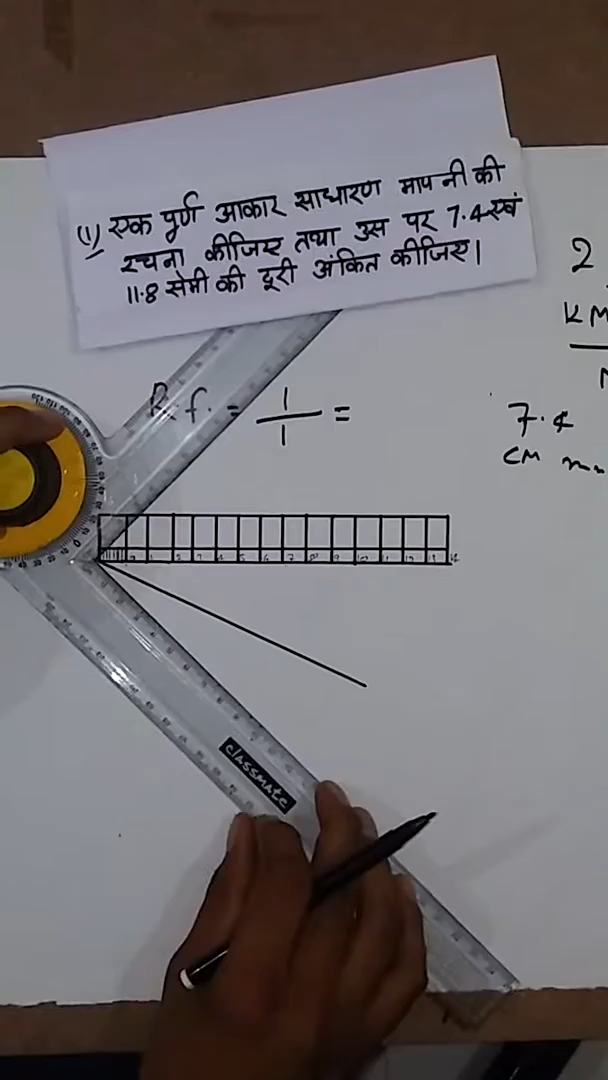 (1) एक पूर्ण आकार साधारण मापनी की
रचना कीजिए तथा उस पर 7.4 एवं
11.8 सेमी की दूरी अंकित कीजिए।
2
KM
R.f. = 1/1 =
7.4
CM
classmate